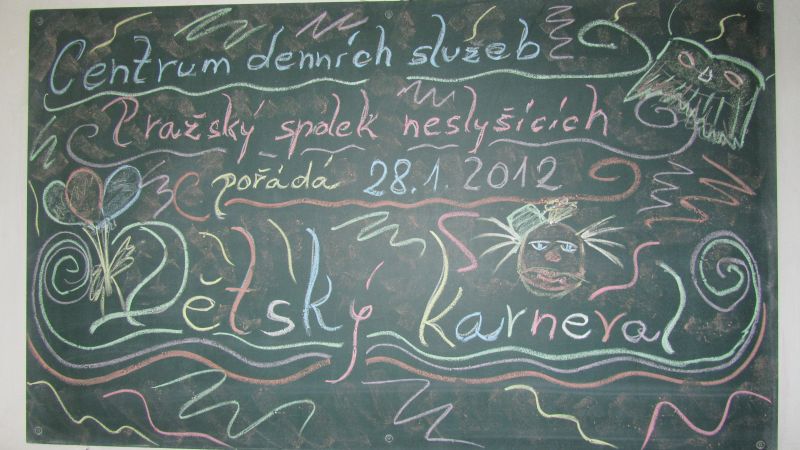 Centrum denních služeb
Pražský spolek neslyšících
pořádá 28.1.2012
Dětský karneval